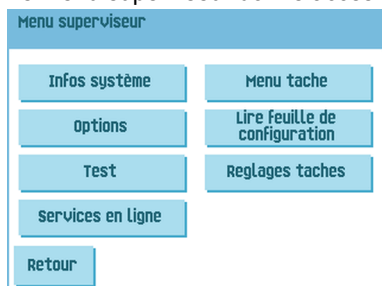 Menu superviseur
Infos système
Menu tache
Options
Lire feuille de
configuration
Test
Reglages taches
Services en ligne
Retour